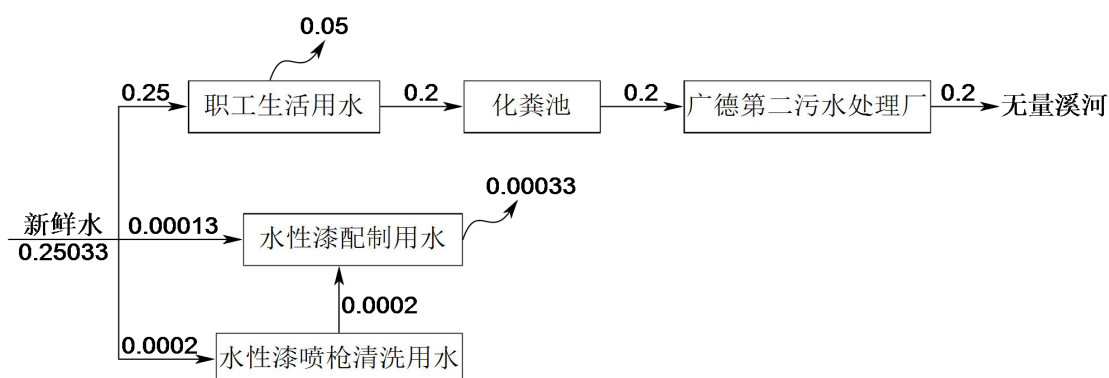 0.05
0.25
职工生活用水
0.2
化粪池
0.2
广德第二污水处理厂
0.2
无量溪河
0.00033
新鲜水
0.25033
0.00013
水性漆配制用水
0.0002
0.0002
水性漆喷枪清洗用水